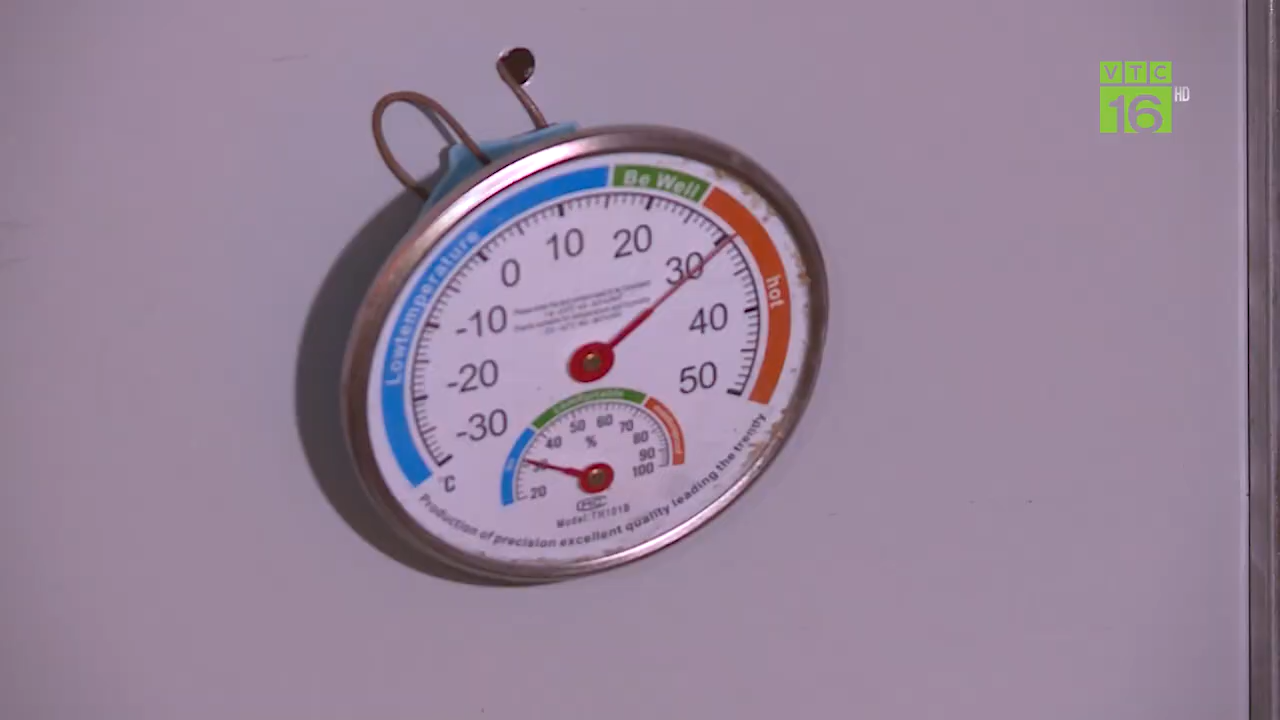 VTC
16 HD
Lowtemperature
Be Well
hot
-30
-20
-10
0
10
20
30
40
50
°C
comfortable
20
40
50
60
70
80
90
100
%
Model:TH101B
Production of precision excellent quality leading the trendy